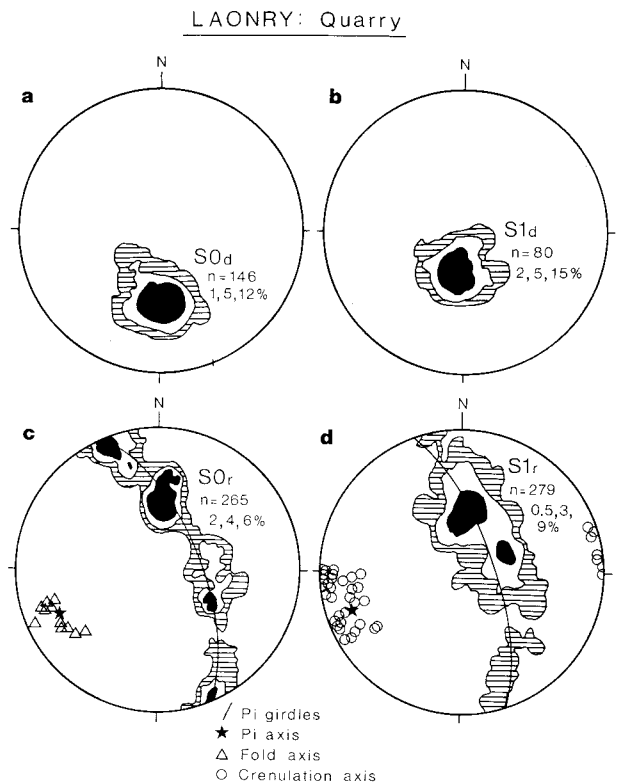 LAONRY: Quarry
N
a
S0d
n=146
1,5,12%
N
b
S1d
n=80
2,5,15%
N
c
S0r
n=265
2,4,6%
N
d
S1r
n=279
0.5,3,
9%
Pi girdles
Pi axis
Fold axis
Crenulation axis